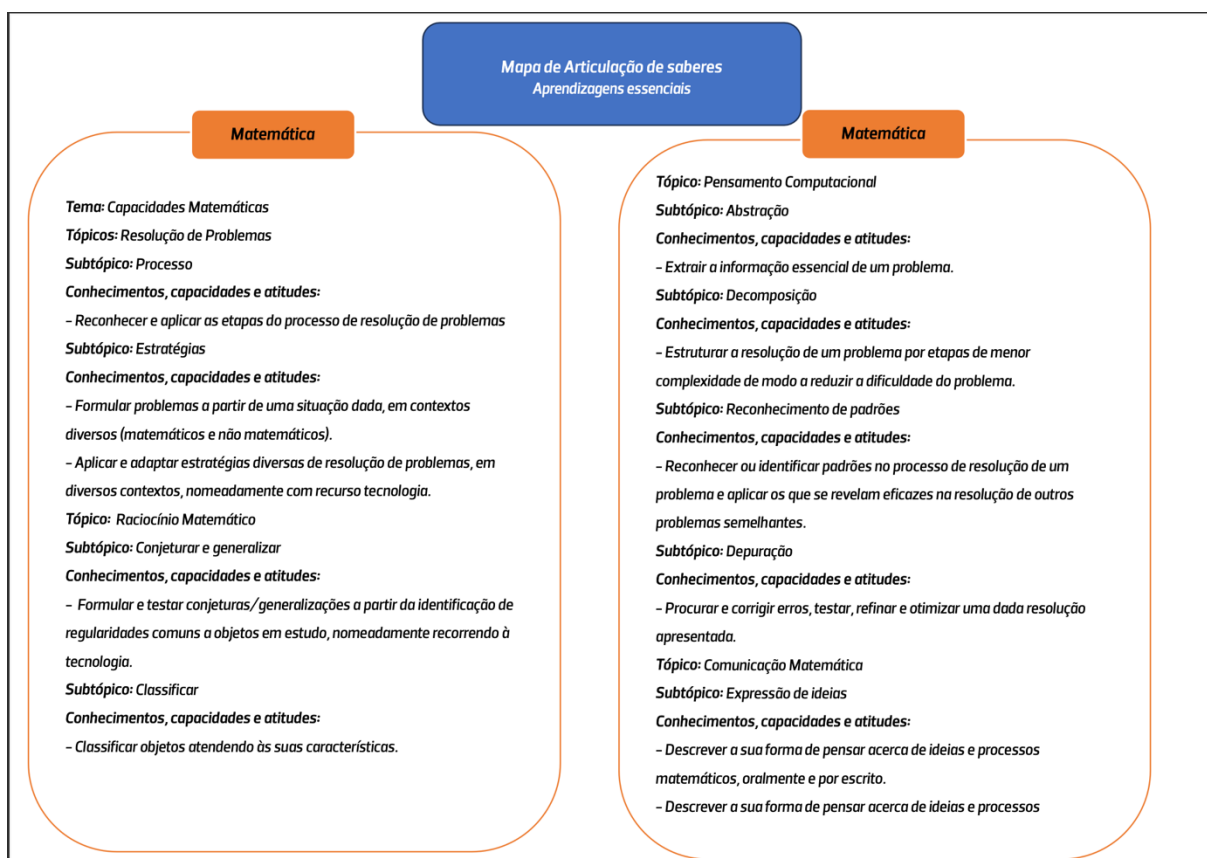 Mapa de Articulação de saberes
Aprendizagens essenciais
Matemática
Tema: Capacidades Matemáticas
Tópicos: Resolução de Problemas
Subtópico: Processo
Conhecimentos, capacidades e atitudes:
- Reconhecer e aplicar as etapas do processo de resolução de problemas
Subtópico: Estratégias
Conhecimentos, capacidades e atitudes:
- Formular problemas a partir de uma situação dada, em contextos
diversos (matemáticos e não matemáticos).
- Aplicar e adaptar estratégias diversas de resolução de problemas, em
diversos contextos, nomeadamente com recurso tecnologia.
Tópico: Raciocínio Matemático
Subtópico: Conjeturar e generalizar
Conhecimentos, capacidades e atitudes:
- Formular e testar conjeturas/generalizações a partir da identificação de
regularidades comuns a objetos em estudo, nomeadamente recorrendo à
tecnologia.
Subtópico: Classificar
Conhecimentos, capacidades e atitudes:
- Classificar objetos atendendo às suas características.
Matemática
Tópico: Pensamento Computacional
Subtópico: Abstração
Conhecimentos, capacidades e atitudes:
- Extrair a informação essencial de um problema.
Subtópico: Decomposição
Conhecimentos, capacidades e atitudes:
- Estruturar a resolução de um problema por etapas de menor
complexidade de modo a reduzir a dificuldade do problema.
Subtópico: Reconhecimento de padrões
Conhecimentos, capacidades e atitudes:
- Reconhecer ou identificar padrões no processo de resolução de um
problema e aplicar os que se revelam eficazes na resolução de outros
problemas semelhantes.
Subtópico: Depuração
Conhecimentos, capacidades e atitudes:
- Procurar e corrigir erros, testar, refinar e otimizar uma dada resolução
apresentada.
Tópico: Comunicação Matemática
Subtópico: Expressão de ideias
Conhecimentos, capacidades e atitudes:
- Descrever a sua forma de pensar acerca de ideias e processos
matemáticos, oralmente e por escrito.
- Descrever a sua forma de pensar acerca de ideias e processos